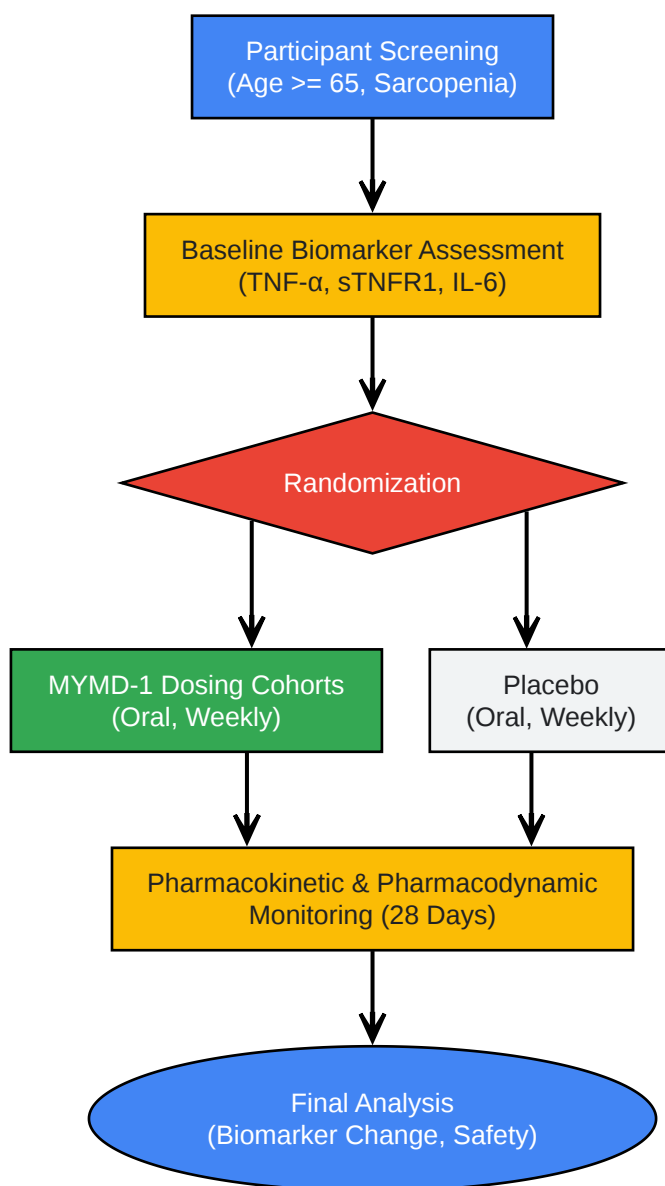 Participant Screening
(Age >= 65, Sarcopenia)
Baseline Biomarker Assessment
(TNF-α, sTNFR1, IL-6)
Randomization
MYMD-1 Dosing Cohorts
(Oral, Weekly)
Placebo
(Oral, Weekly)
Pharmacokinetic & Pharmacodynamic
Monitoring (28 Days)
Final Analysis
(Biomarker Change, Safety)